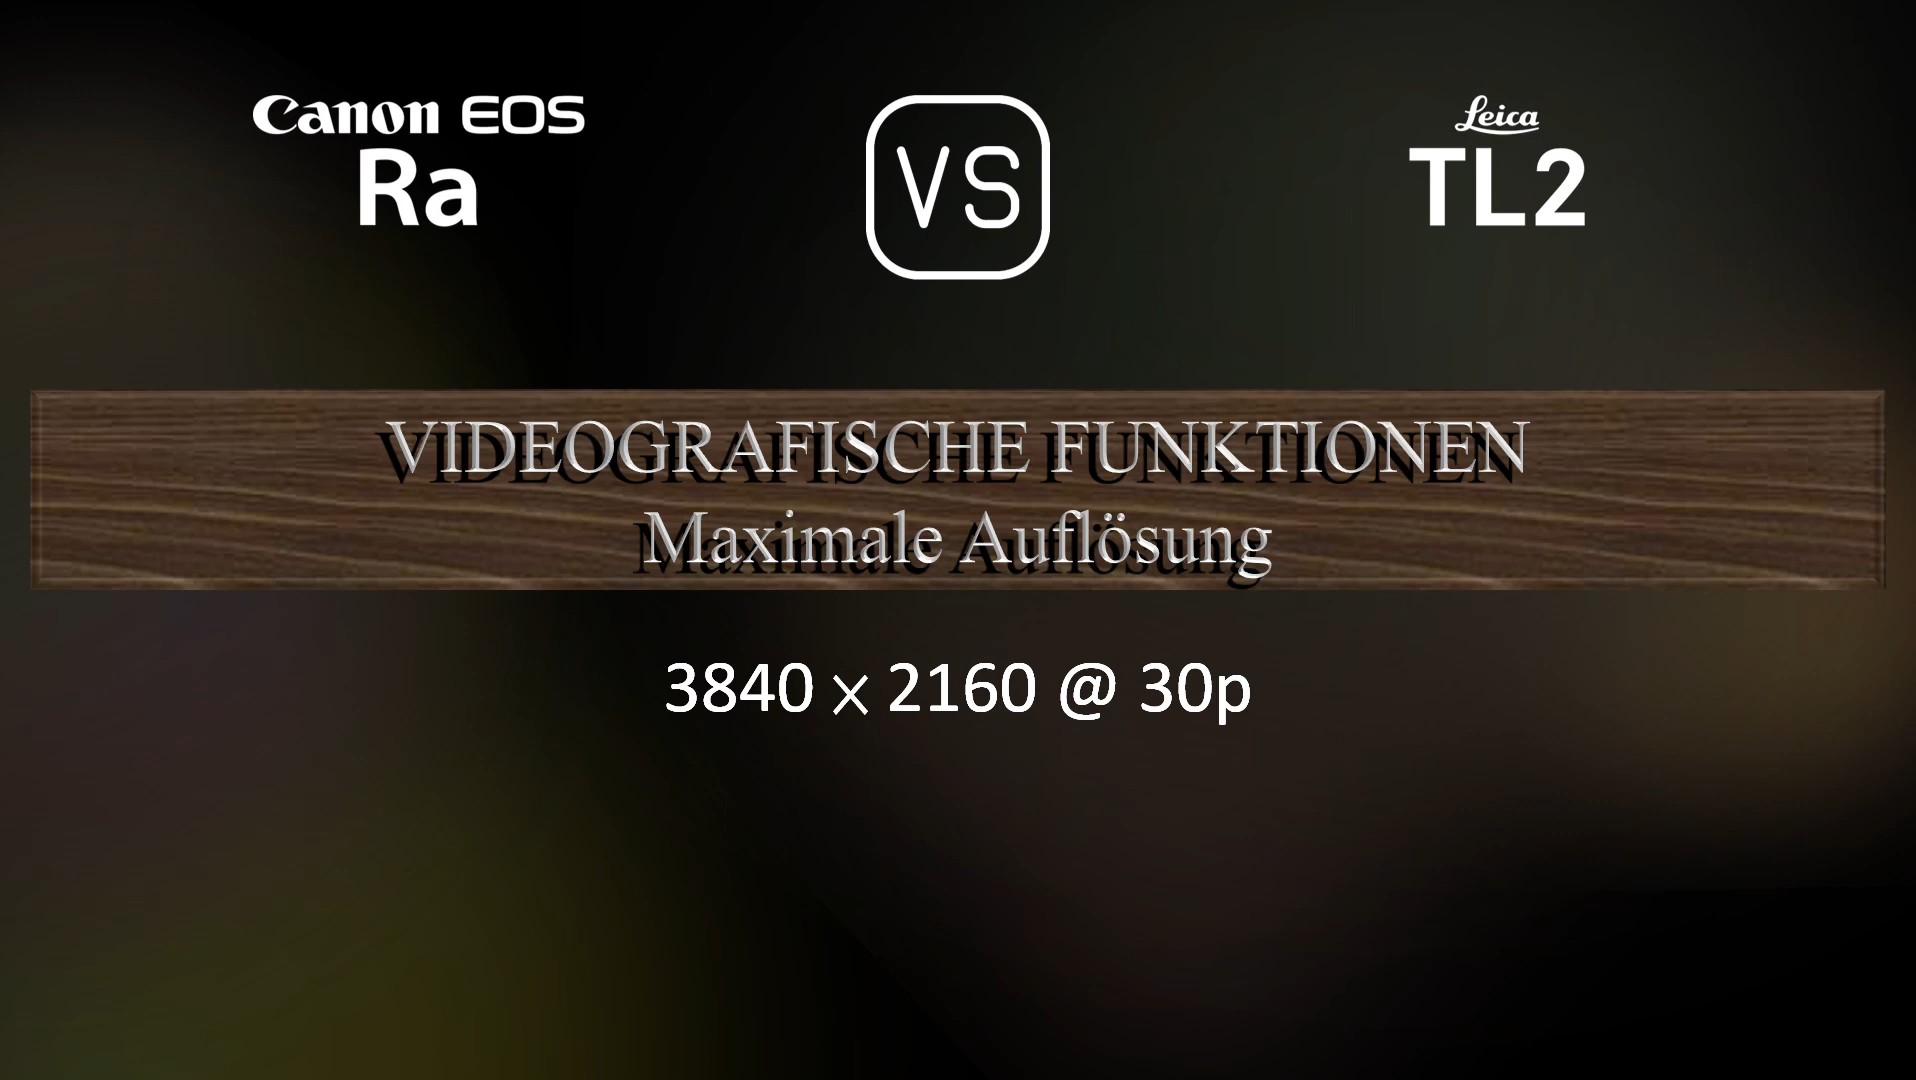 Canon EOS
Ra
VS
Leica
TL2
VIDEOGRAFISCHE FUNKTIONEN
Maximale Auflösung
3840 x 2160 @ 30p